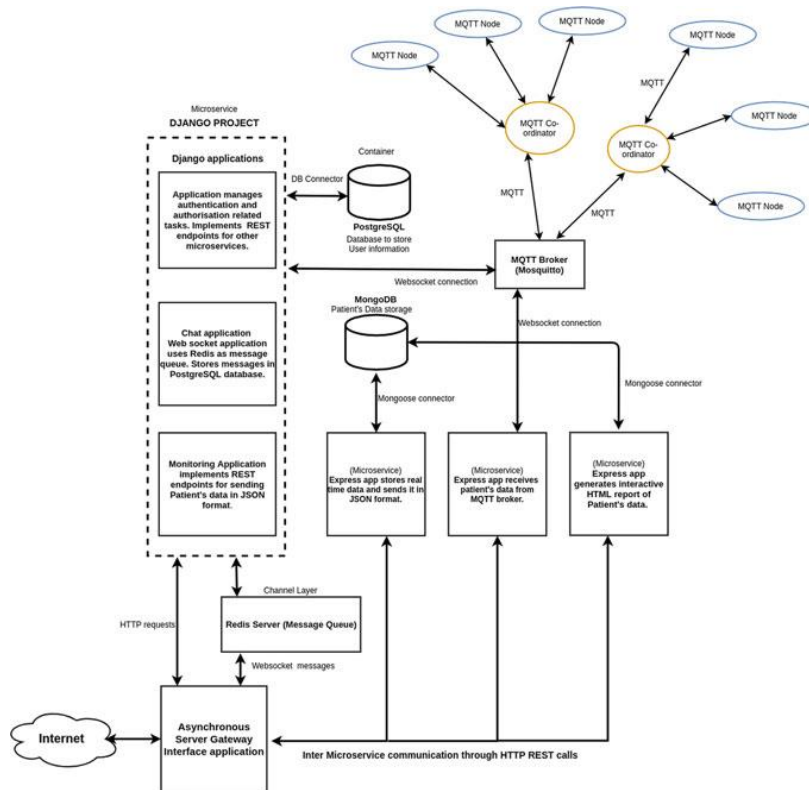 MQTT Node
MQTT Node
MQTT Node
MQTT Node
MQTT
MQTT Node
MQTT Co-
ordinator
MQTT Co-
ordinator
MQTT Node
MQTT
MQTT
Microservice
DJANGO PROJECT
Django applications
Application manages
authentication and
authorisation related
tasks. Implements REST
endpoints for other
microservices.
Container
DB Connector
PostgreSQL
Database to store
User information
MQTT Broker
(Mosquitto)
Websocket connection
MongoDB
Patient's Data storage
Websocket connection
Chat application
Web socket application
uses Redis as message
queue. Stores messages in
PostgreSQL database.
Mongoose connector
Mongoose connector
Monitoring Application
implements REST
endpoints for sending
Patient's data in JSON
format.
(Microservice)
Express app stores real
time data and sends it in
JSON format.
(Microservice)
Express app receives
patient's data from
MQTT broker.
(Microservice)
Express app
generates interactive
HTML report of
Patient's data.
Channel Layer
HTTP requests
Redis Server (Message Queue)
Websocket messages
Internet
Asynchronous
Server Gateway
Interface application
Inter Microservice communication through HTTP REST calls